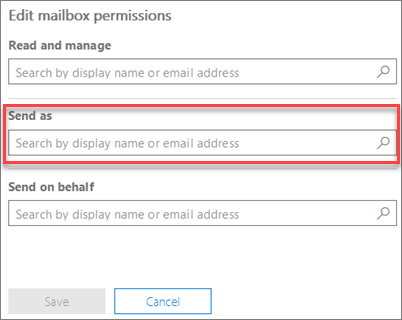 Edit mailbox permissions
Read and manage
Search by display name or email address
Send as
Search by display name or email address
Send on behalf
Search by display name or email address
Save Cancel